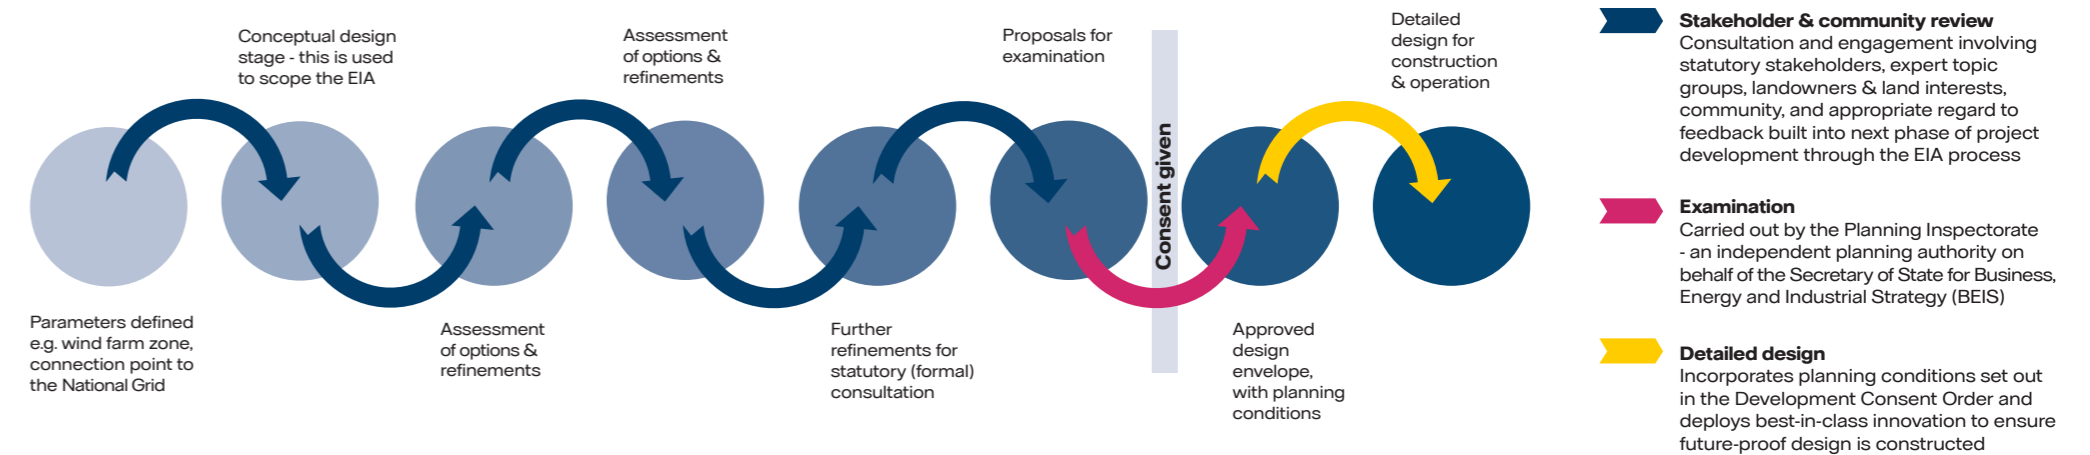 Parameters defined
e.g. wind farm zone,
connection point to
the National Grid
Conceptual design
stage - this is used
to scope the EIA
Assessment
of options &
refinements
Assessment
of options &
refinements
Further
refinements for
statutory (formal)
consultation
Proposals for
examination
Consent given
Approved
design
envelope,
with planning
conditions
Detailed
design for
construction
& operation
Stakeholder & community review
Consultation and engagement involving
statutory stakeholders, expert topic
groups, landowners & land interests,
community, and appropriate regard to
feedback built into next phase of project
development through the EIA process
Examination
Carried out by the Planning Inspectorate
- an independent planning authority on
behalf of the Secretary of State for Business,
Energy and Industrial Strategy (BEIS)
Detailed design
Incorporates planning conditions set out
in the Development Consent Order and
deploys best-in-class innovation to ensure
future-proof design is constructed